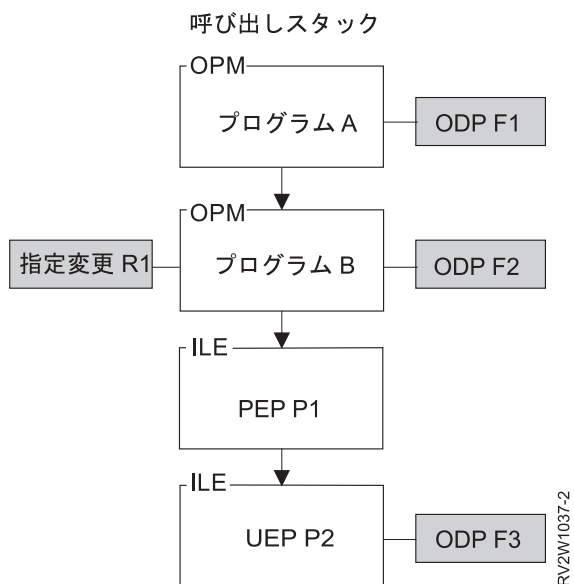 呼び出しスタック
OPM
プログラム A
ODP F1
OPM
指定変更 R1
プログラム B
ODP F2
ILE
PEP P1
ILE
UEP P2
ODP F3
RV2W1037-2